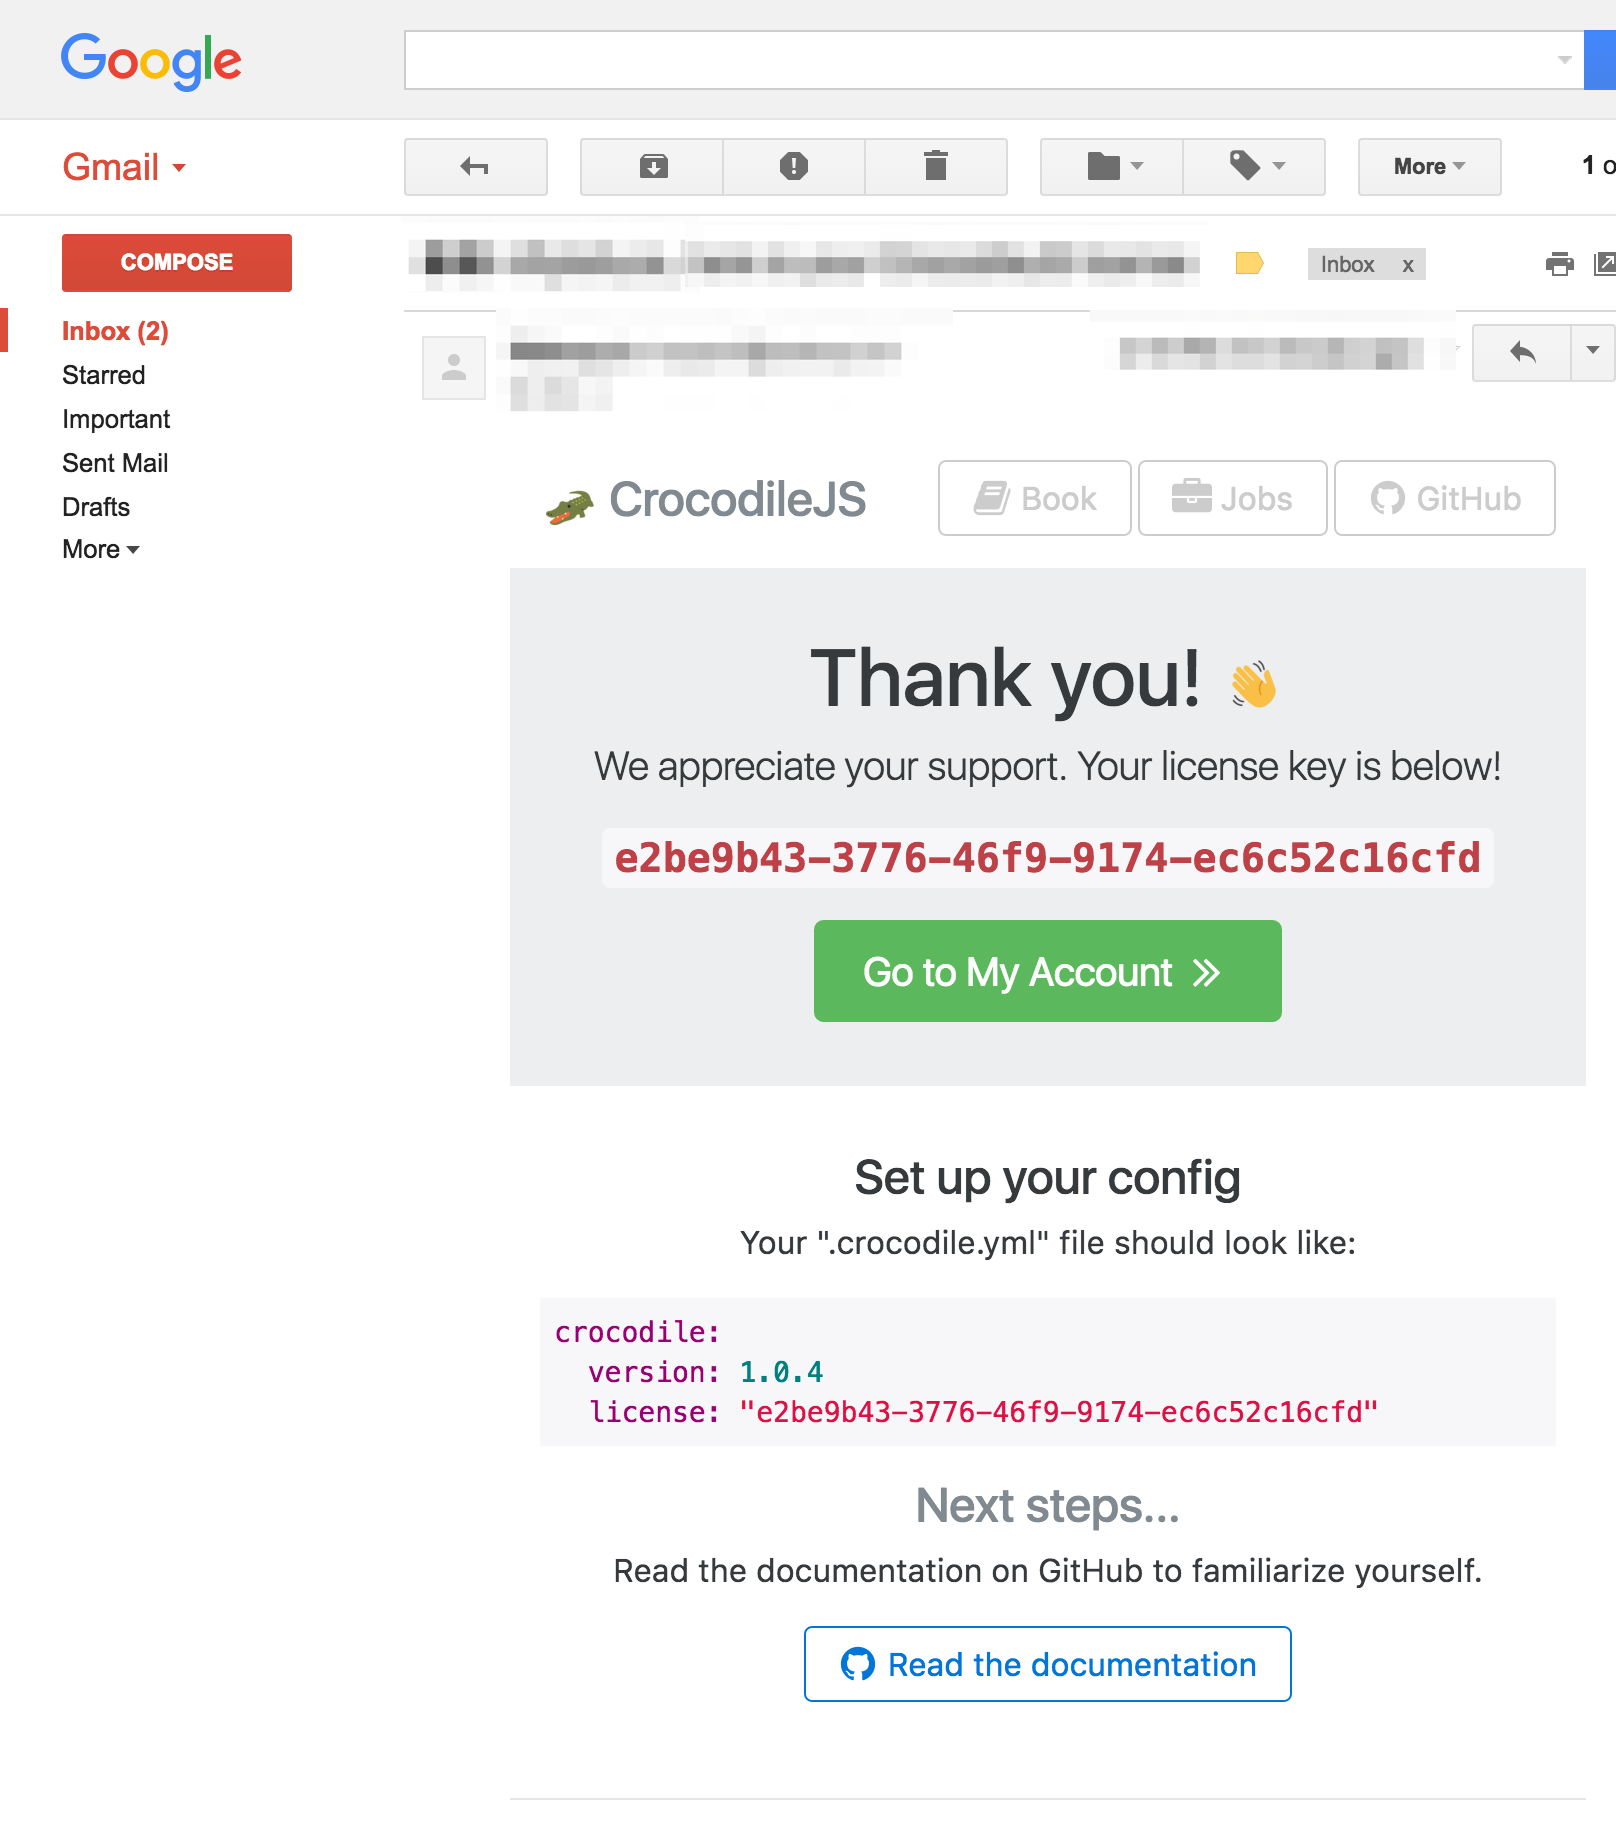 Google
Gmail
More
1 o
COMPOSE
Inbox x
Inbox (2)
Starred
Important
Sent Mail
Drafts
More
CrocodileJS
Book
Jobs
GitHub
Thank you! 👋
We appreciate your support. Your license key is below!
e2be9b43-3776-46f9-9174-ec6c52c16cfd
Go to My Account »
Set up your config
Your ".crocodile.yml" file should look like:
crocodile:
  version: 1.0.4
  license: "e2be9b43-3776-46f9-9174-ec6c52c16cfd"
Next steps...
Read the documentation on GitHub to familiarize yourself.
Read the documentation